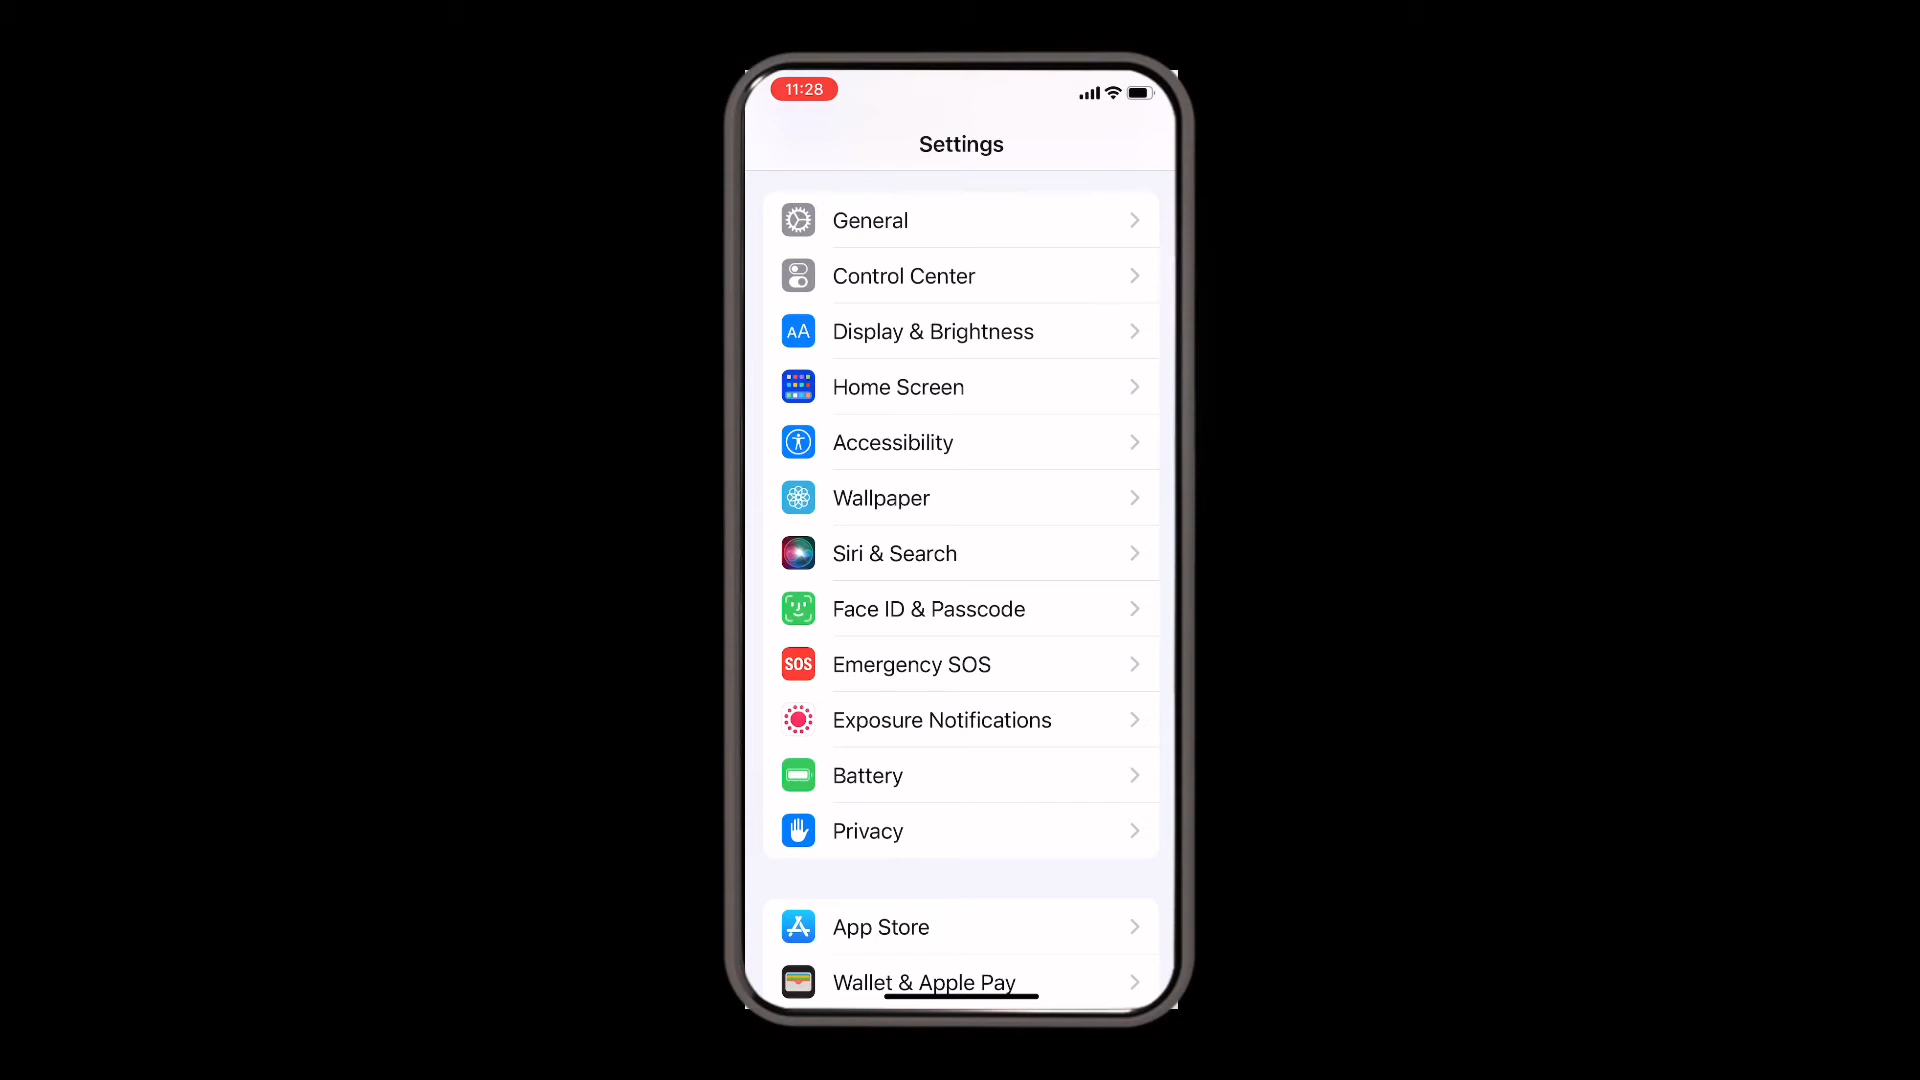 11:28
Settings
General
Control Center
AA
Display & Brightness
Home Screen
Accessibility
Wallpaper
Siri & Search
Face ID & Passcode
SOS
Emergency SOS
Exposure Notifications
Battery
Privacy
App Store
Wallet & Apple Pay